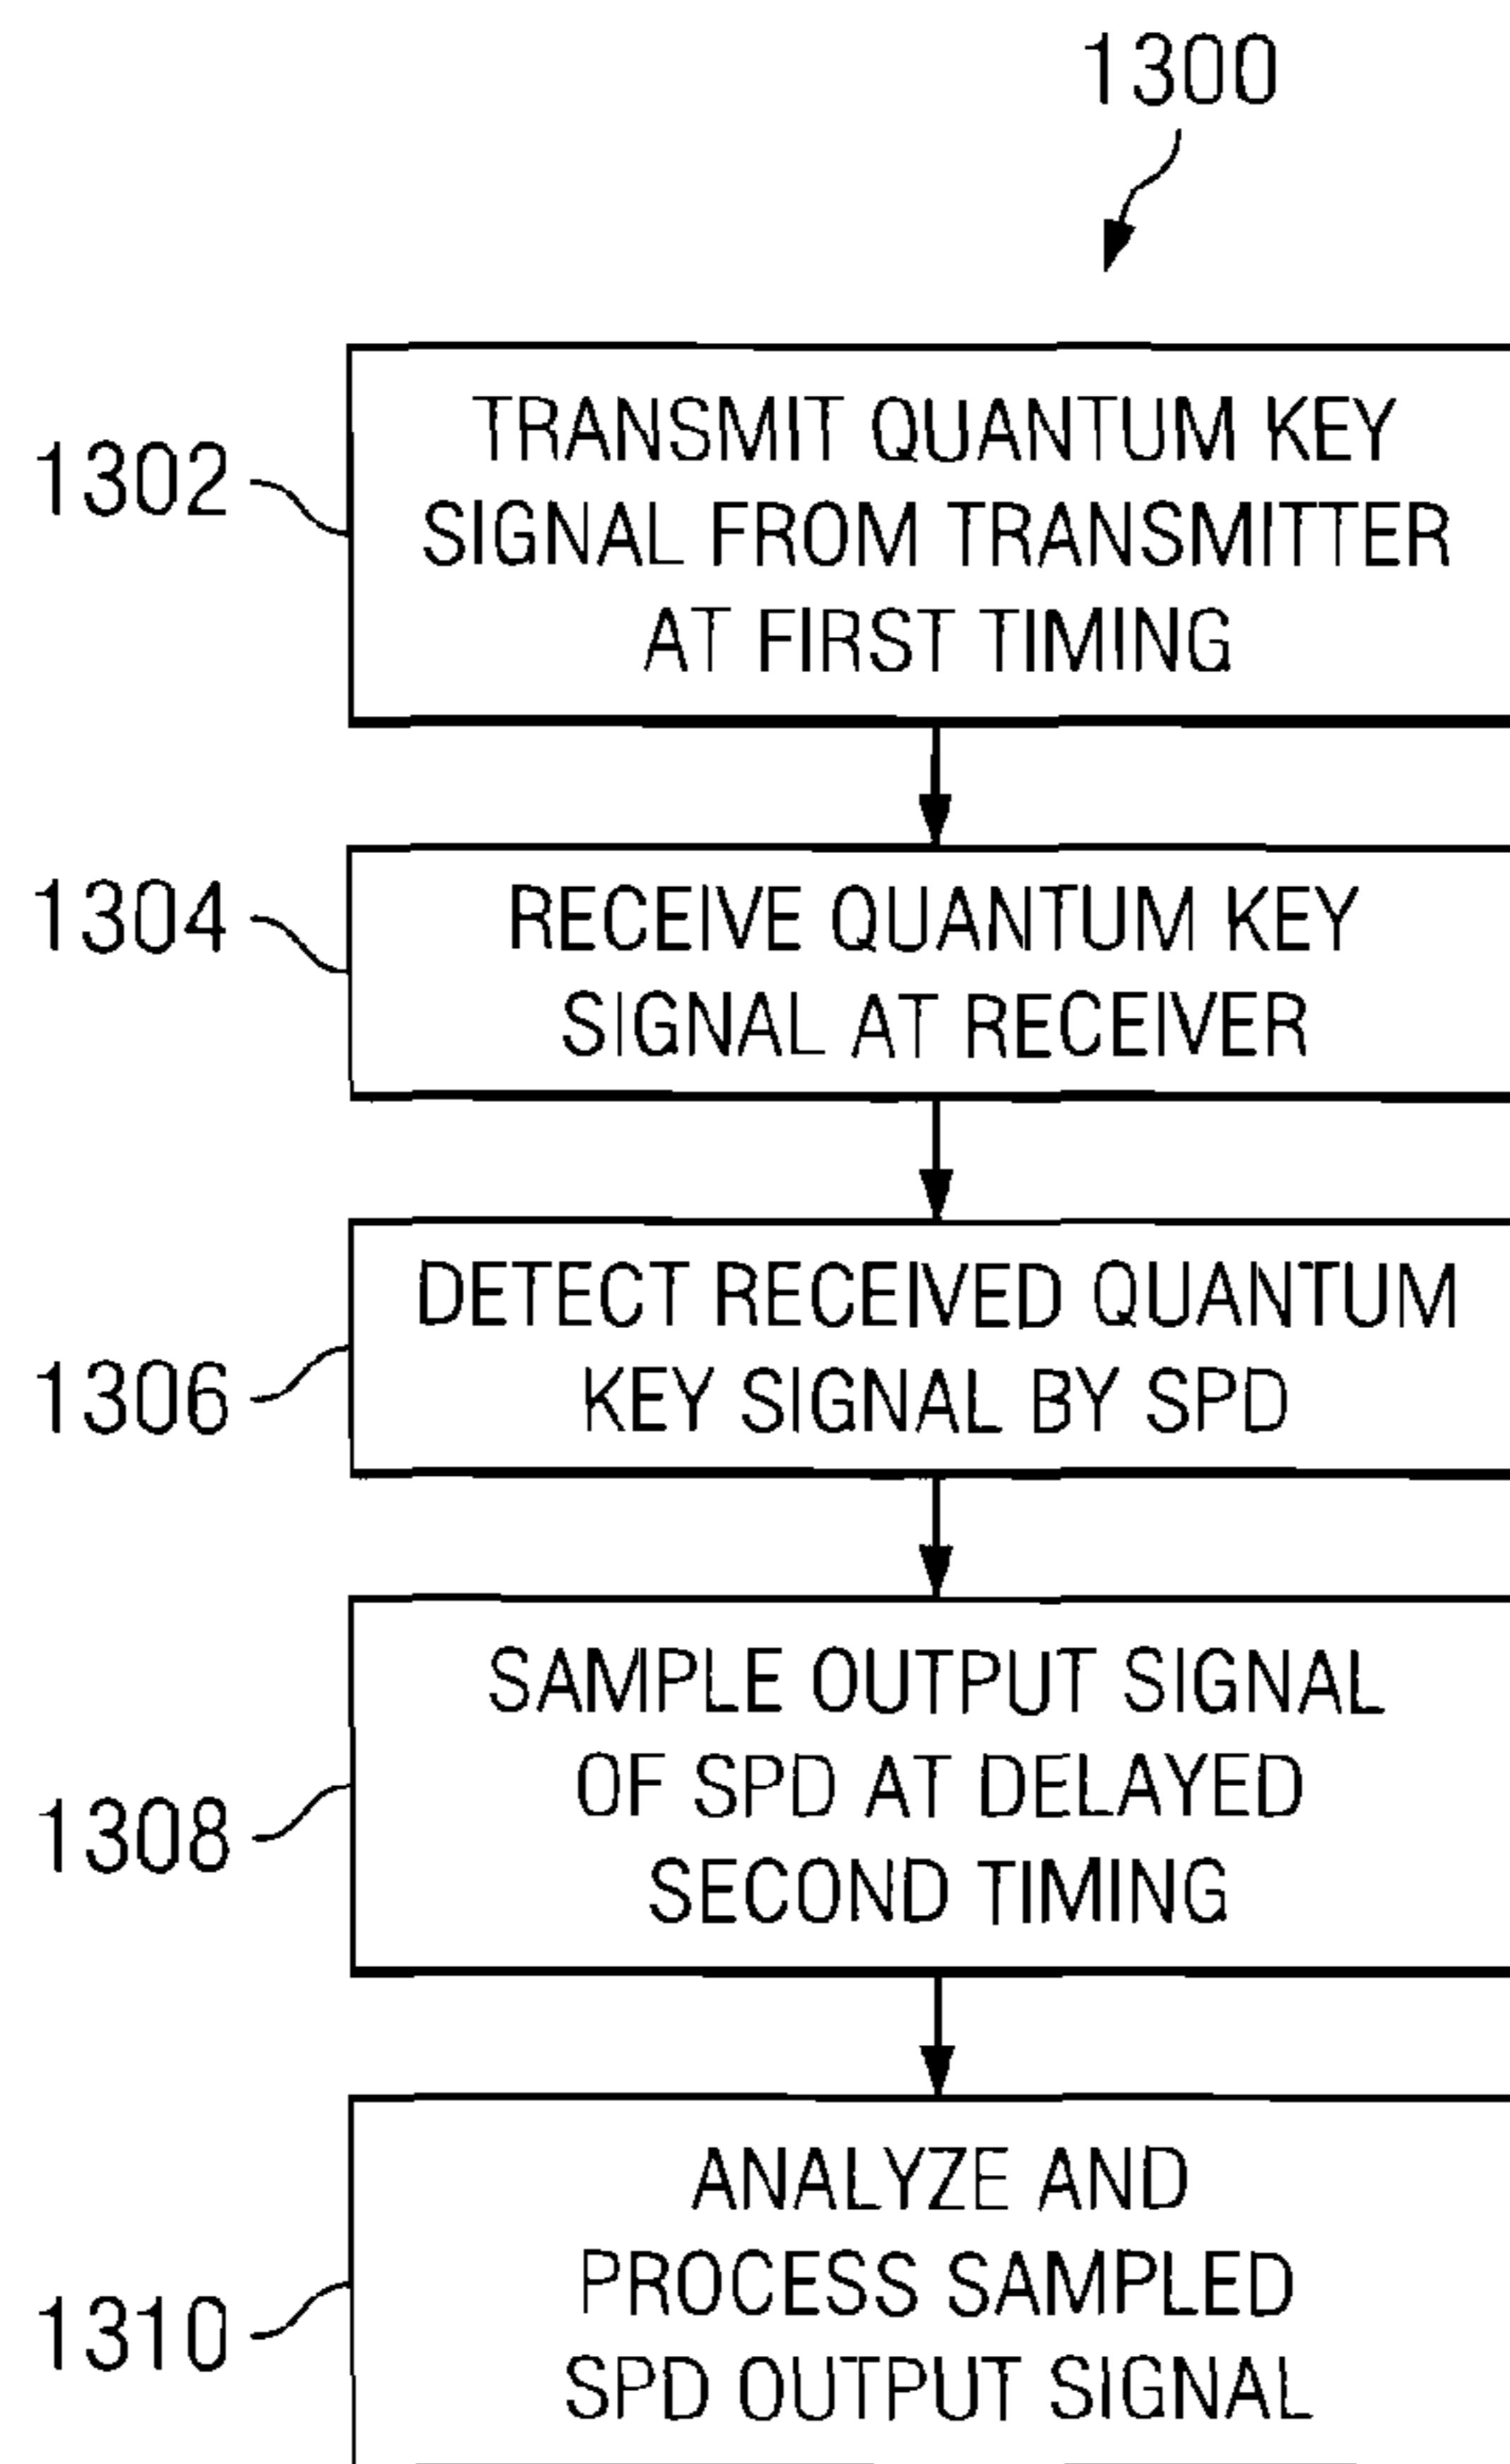 1300
1302
TRANSMIT QUANTUM KEY
SIGNAL FROM TRANSMITTER
AT FIRST TIMING
1304
RECEIVE QUANTUM KEY
SIGNAL AT RECEIVER
1306
DETECT RECEIVED QUANTUM
KEY SIGNAL BY SPD
1308
SAMPLE OUTPUT SIGNAL
OF SPD AT DELAYED
SECOND TIMING
1310
ANALYZE AND
PROCESS SAMPLED
SPD OUTPUT SIGNAL